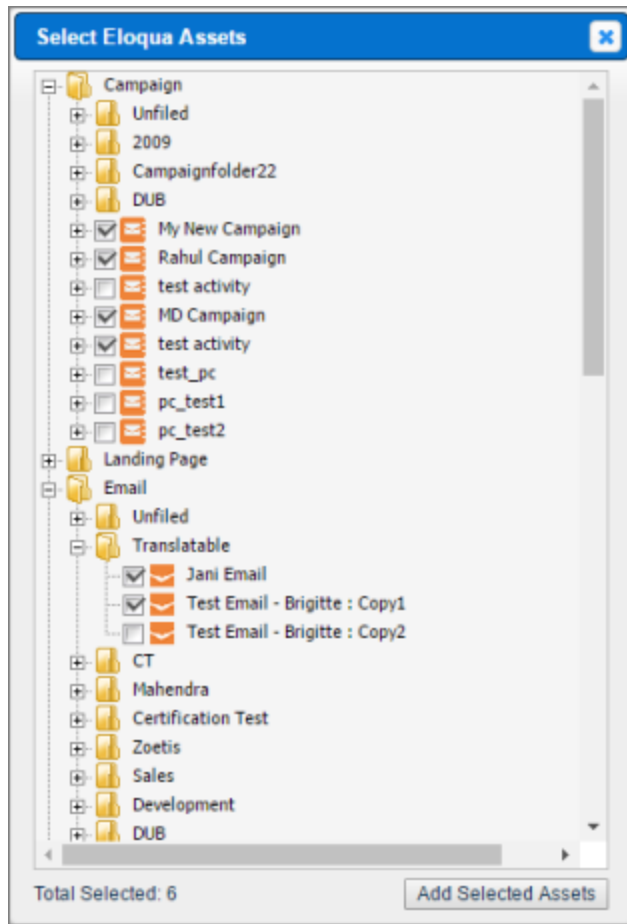 Select Eloqua Assets
Campaign
Unfiled
2009
Campaignfolder22
DUB
My New Campaign
Rahul Campaign
test activity
MD Campaign
test activity
test_pc
pc_test1
pc_test2
Landing Page
Email
Unfiled
Translatable
Jani Email
Test Email - Brigitte : Copy1
Test Email - Brigitte : Copy2
CT
Mahendra
Certification Test
Zoetis
Sales
Development
DUB
Total Selected: 6 Add Selected Assets